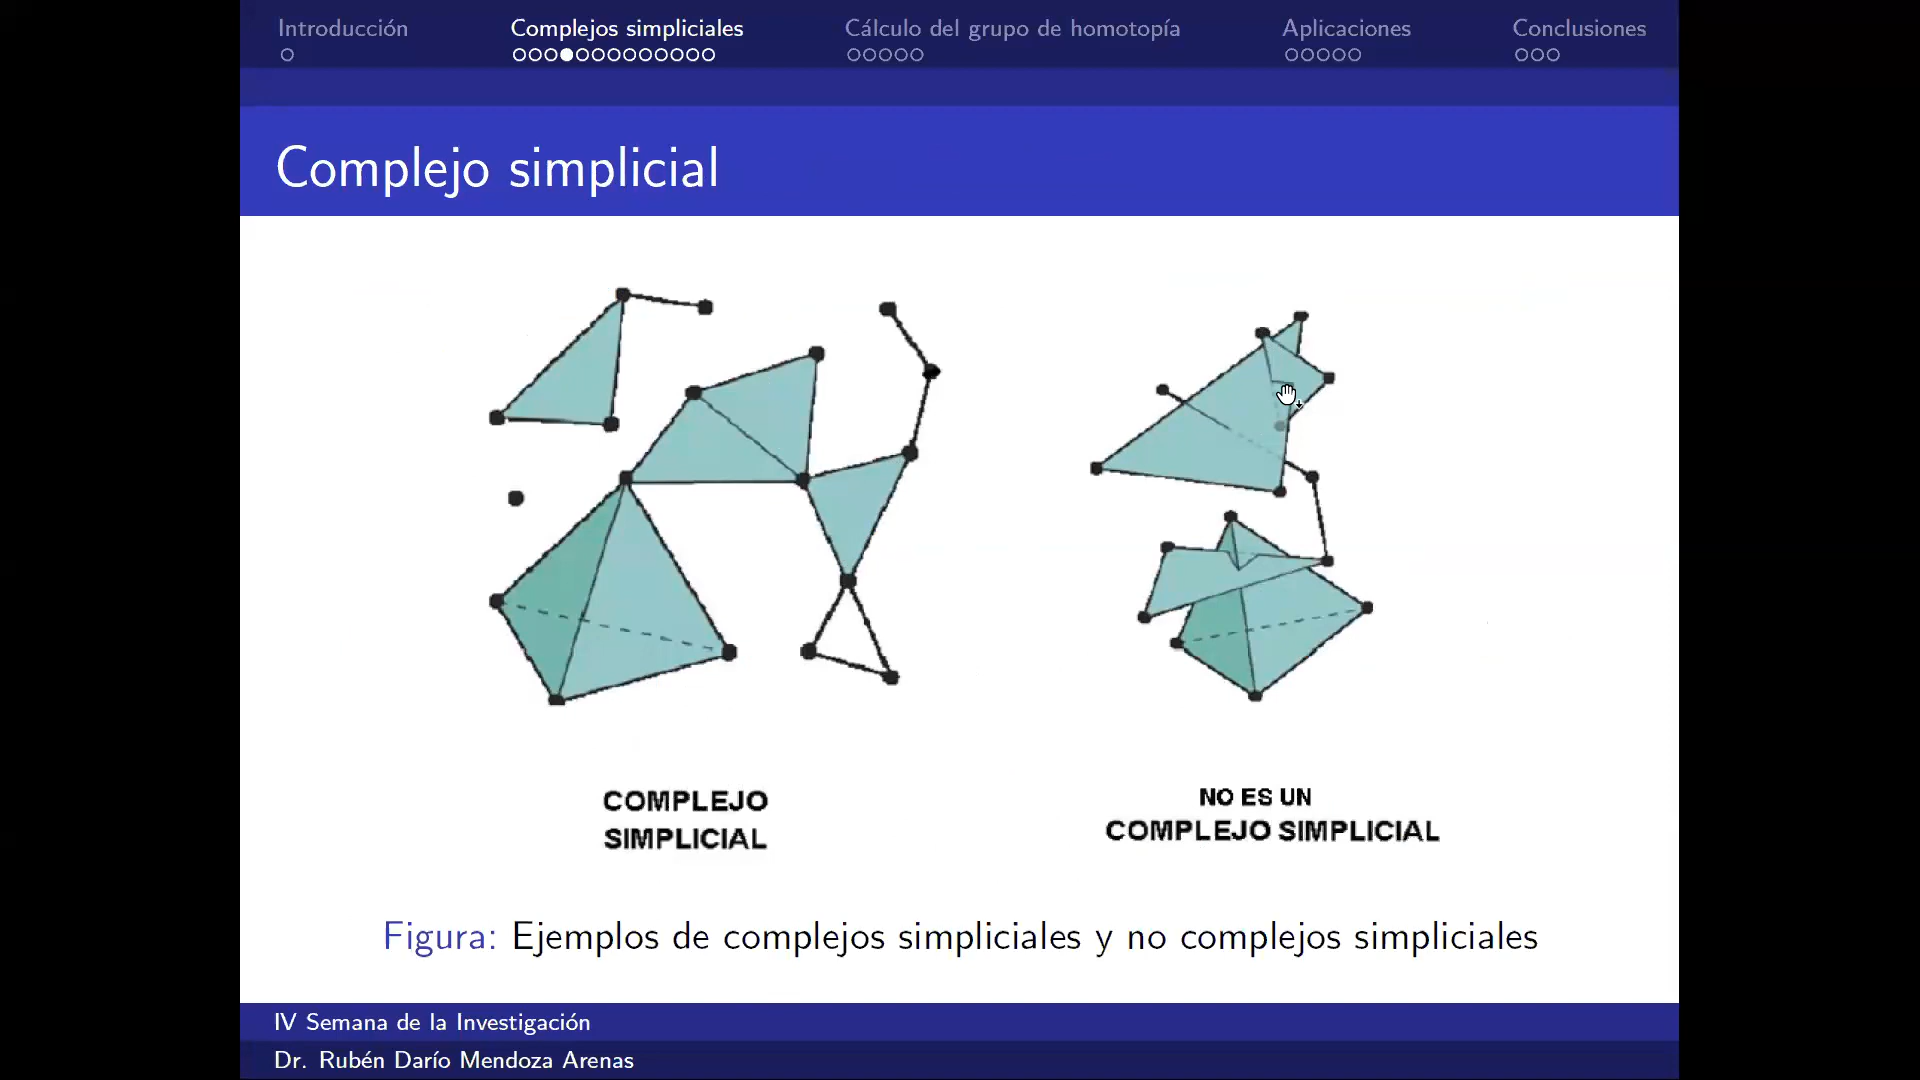 Introducción
Complejos simpliciales
Cálculo del grupo de homotopía
Aplicaciones
Conclusiones
Complejo simplicial
COMPLEJO
SIMPLICIAL
NO ES UN
COMPLEJO SIMPLICIAL
Figura: Ejemplos de complejos simpliciales y no complejos simpliciales
IV Semana de la Investigación
Dr. Rubén Darío Mendoza Arenas